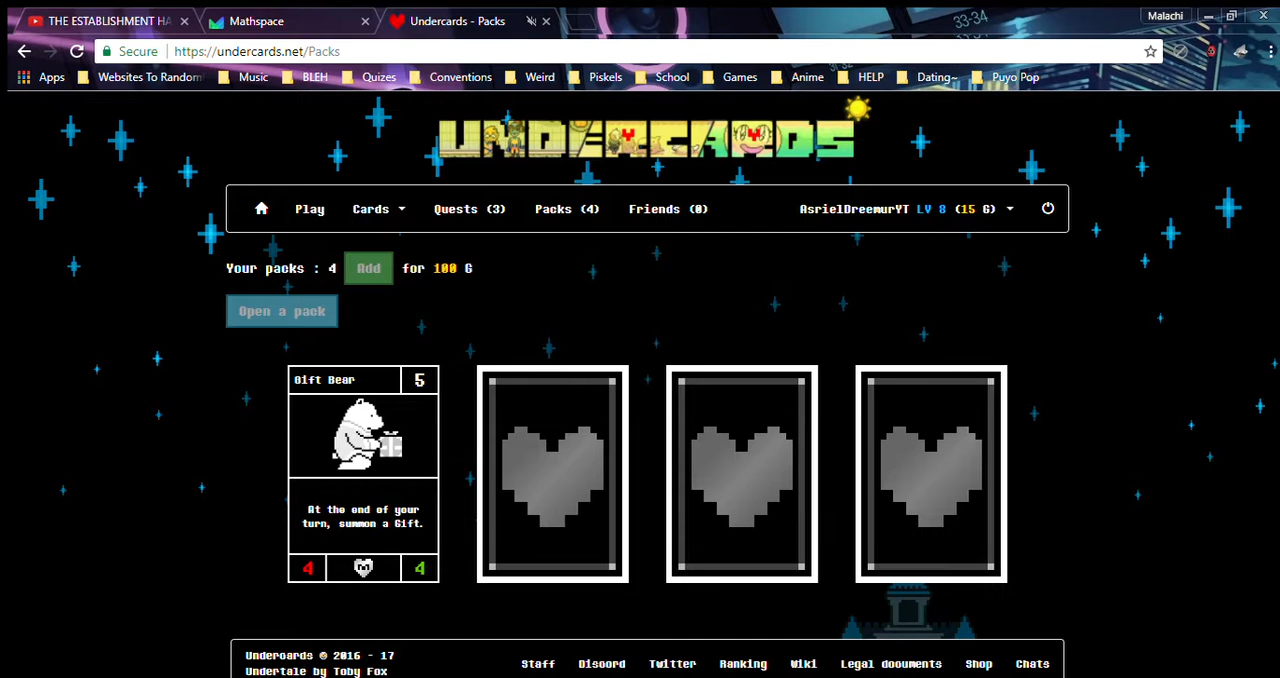 THE ESTABLISHMENT HA
Mathspace
Undercards - Packs
Malachi
Secure | https://undercards.net/Packs
Apps Websites To Random Music BLEH Quizes Conventions Weird Piskels School Games Anime HELP Dating~ Puyo Pop
33-34
UNDERCARDS
Play Cards Quests (3) Packs (4) Friends (0) AsrielDreemurYT LV 8 (15 G)
Your packs : 4 Add for 100 G
Open a pack
Gift Bear 5
At the end of your
turn, summon a Gift.
4 4
Undercards © 2016 - 17
Undertale by Toby Fox
Staff Discord Twitter Ranking Wiki Legal documents Shop Chats